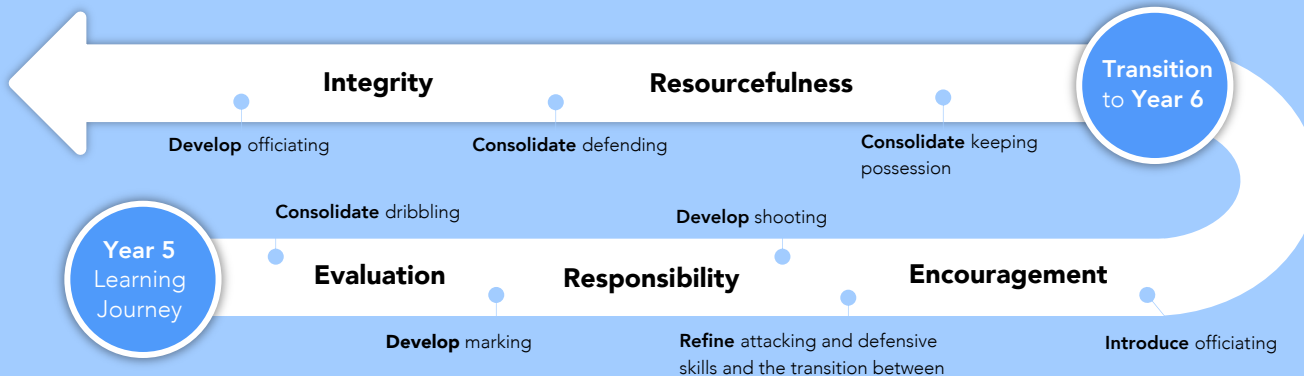 Integrity
Resourcefulness
Transition
to Year 6
Develop officiating
Consolidate defending
Consolidate keeping
possession
Consolidate dribbling
Develop shooting
Year 5
Learning
Journey
Evaluation
Responsibility
Encouragement
Develop marking
Refine attacking and defensive
skills and the transition between
Introduce officiating